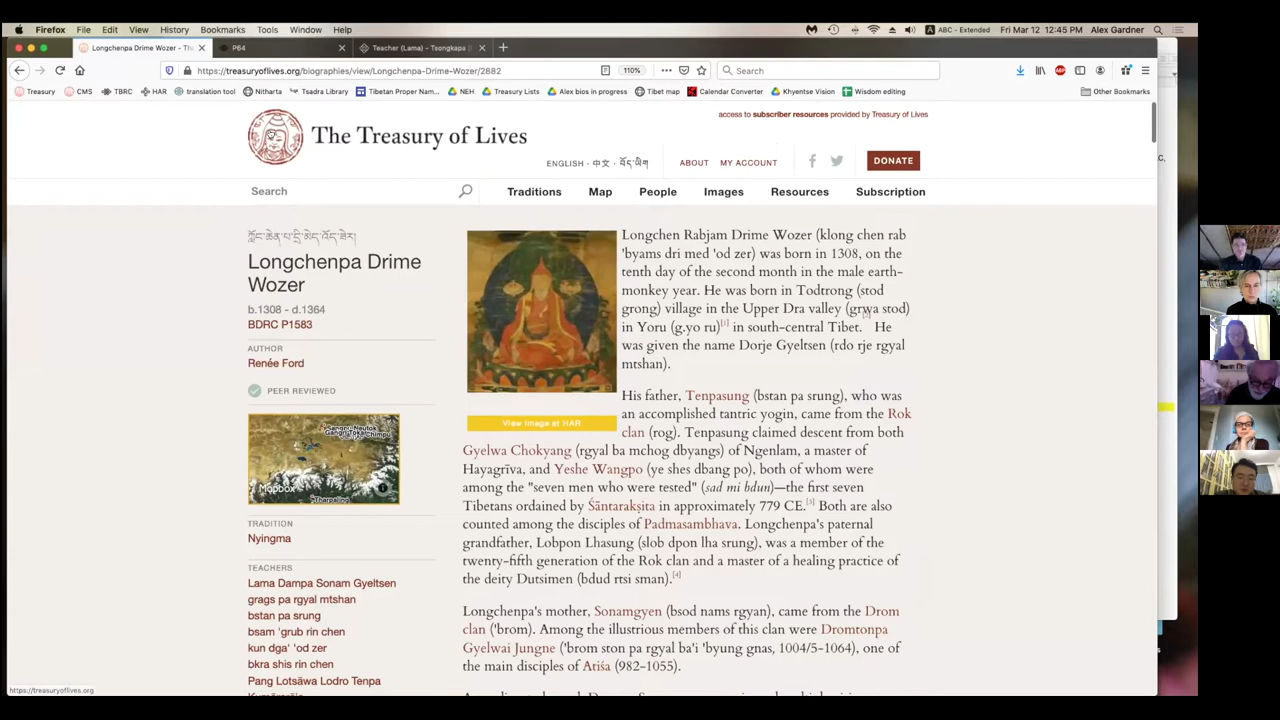 Firefox File Edit View History Bookmarks Tools Window Help ABC - Extended Fri Mar 12 12:45 PM Alex Gardner
Longchenpa Drime Wozer - Th P64 Teacher (Lama) - Tsongkapa (
https://treasuryoflives.org/biographies/view/Longchenpa-Drime-Wozer/2882 110% Search
Treasury CMS TBRC HAR translation tool Nitharta Tsadra Library Tibetan Proper Nam... NEH Treasury Lists Alex bios in progress Tibet map Calendar Converter Khyentse Vision Wisdom editing Other Bookmarks
access to subscriber resources provided by Treasury of Lives
The Treasury of Lives
ENGLISH · 中文 · བོད་ཡིག
ABOUT MY ACCOUNT DONATE
Search Traditions Map People Images Resources Subscription
ཀློང་ཆེན་པ་དྲི་མེད་འོད་ཟེར།
Longchenpa Drime
Wozer
b.1308 - d.1364
BDRC P1583
AUTHOR
Renée Ford
PEER REVIEWED
Sangri-Neutok
Gangri Toka Chimpu
Tharpaling
Mapbox
TRADITION
Nyingma
TEACHERS
Lama Dampa Sonam Gyeltsen
grags pa rgyal mtshan
bstan pa srung
bsam 'grub rin chen
kun dga' 'od zer
bkra shis rin chen
Pang Lotsāwa Lodro Tenpa
Kumārarāja
View Image at HAR
Longchen Rabjam Drime Wozer (klong chen rab
'byams dri med 'od zer) was born in 1308, on the
tenth day of the second month in the male earth-
monkey year. He was born in Todtrong (stod
grong) village in the Upper Dra valley (grwa stod)
in Yoru (g.yo ru)[1] in south-central Tibet.[2] He
was given the name Dorje Gyeltsen (rdo rje rgyal
mtshan).
His father, Tenpasung (bstan pa srung), who was
an accomplished tantric yogin, came from the Rok
clan (rog). Tenpasung claimed descent from both
Gyelwa Chokyang (rgyal ba mchog dbyangs) of Ngenlam, a master of
Hayagrīva, and Yeshe Wangpo (ye shes dbang po), both of whom were
among the "seven men who were tested" (sad mi bdun)—the first seven
Tibetans ordained by Śāntarakṣita in approximately 779 CE.[3] Both are also
counted among the disciples of Padmasambhava. Longchenpa's paternal
grandfather, Lobpon Lhasung (slob dpon lha srung), was a member of the
twenty-fifth generation of the Rok clan and a master of a healing practice of
the deity Dutsimen (bdud rtsi sman).[4]
Longchenpa's mother, Sonamgyen (bsod nams rgyan), came from the Drom
clan ('brom). Among the illustrious members of this clan were Dromtonpa
Gyelwai Jungne ('brom ston pa rgyal ba'i 'byung gnas, 1004/5-1064), one of
the main disciples of Atiśa (982-1055).
https://treasuryoflives.org